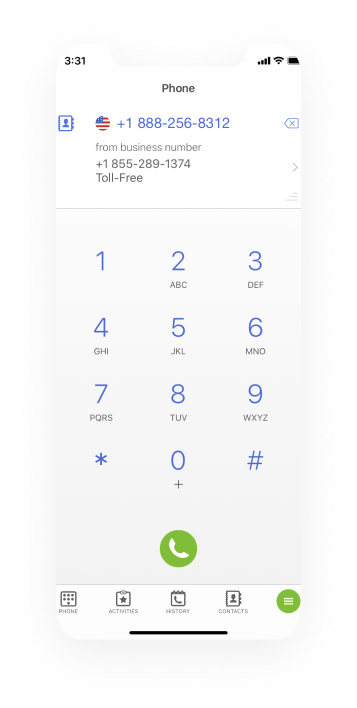 3:31
Phone
+1 888-256-8312
from business number
+1 855-289-1374
Toll-Free
1 2 3
ABC DEF
4 5 6
GHI JKL MNO
7 8 9
PQRS TUV WXYZ
* 0 #
+
PHONE ACTIVITIES HISTORY CONTACTS